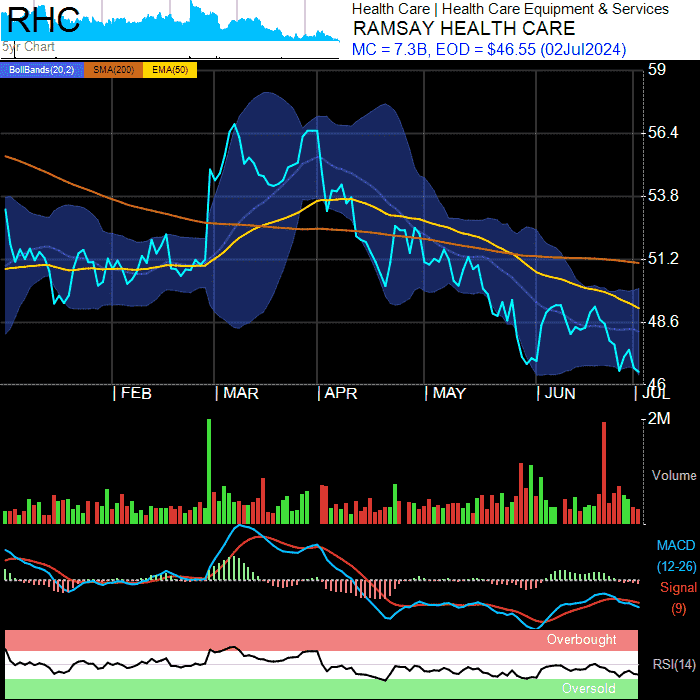 RHC
5yr Chart
Health Care | Health Care Equipment & Services
RAMSAY HEALTH CARE
MC = 7.3B, EOD = $46.55 (02Jul2024)
BollBands(20,2) SMA(200) EMA(50)
59
56.4
53.8
51.2
48.6
46
FEB MAR APR MAY JUN JUL
2M
Volume
MACD
(12-26)
Signal
(9)
Overbought
RSI(14)
Oversold